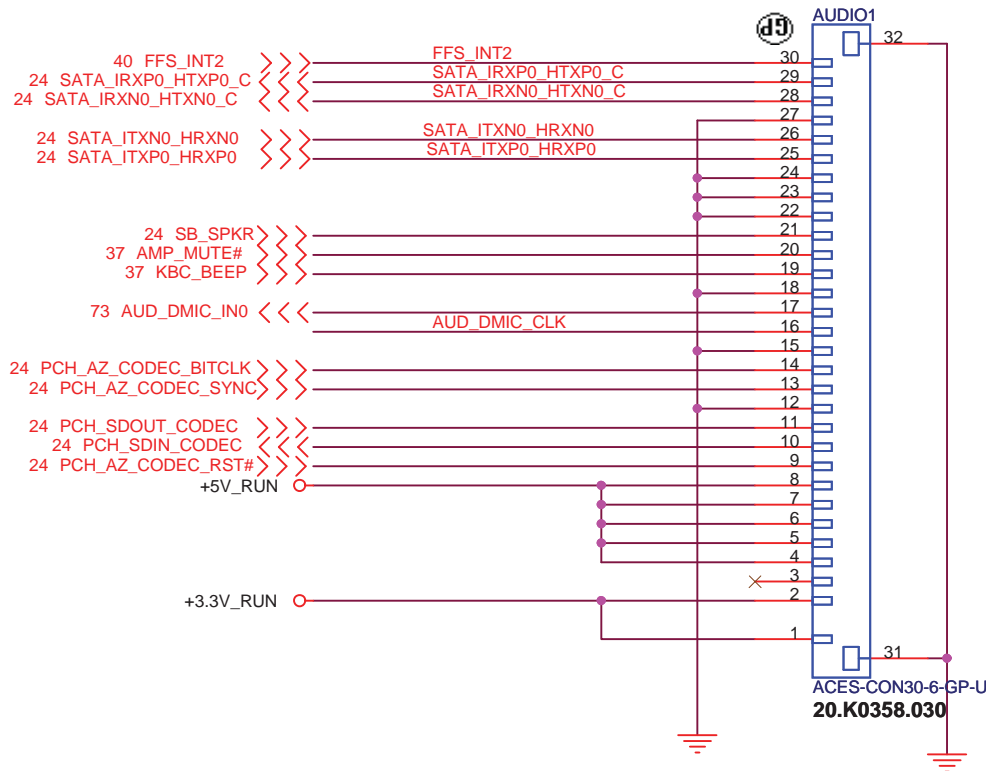 GP
AUDIO1
32
40 FFS_INT2 FFS_INT2 30
24 SATA_IRXP0_HTXP0_C SATA_IRXP0_HTXP0_C 29
24 SATA_IRXN0_HTXN0_C SATA_IRXN0_HTXN0_C 28
27
24 SATA_ITXN0_HRXN0 SATA_ITXN0_HRXN0 26
24 SATA_ITXP0_HRXP0 SATA_ITXP0_HRXP0 25
24
23
22
24 SB_SPKR 21
37 AMP_MUTE# 20
37 KBC_BEEP 19
18
73 AUD_DMIC_IN0 17
AUD_DMIC_CLK 16
15
24 PCH_AZ_CODEC_BITCLK 14
24 PCH_AZ_CODEC_SYNC 13
12
24 PCH_SDOUT_CODEC 11
24 PCH_SDIN_CODEC 10
24 PCH_AZ_CODEC_RST# 9
+5V_RUN 8
7
6
5
4
3
+3.3V_RUN 2
1
31
ACES-CON30-6-GP-U
20.K0358.030